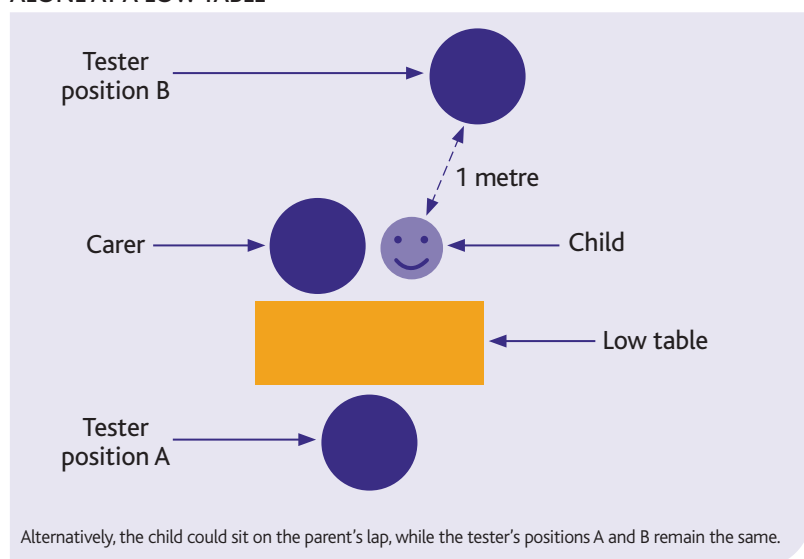 Tester
position B
1 metre
Carer
Child
Low table
Tester
position A
Alternatively, the child could sit on the parent's lap, while the tester's positions A and B remain the same.